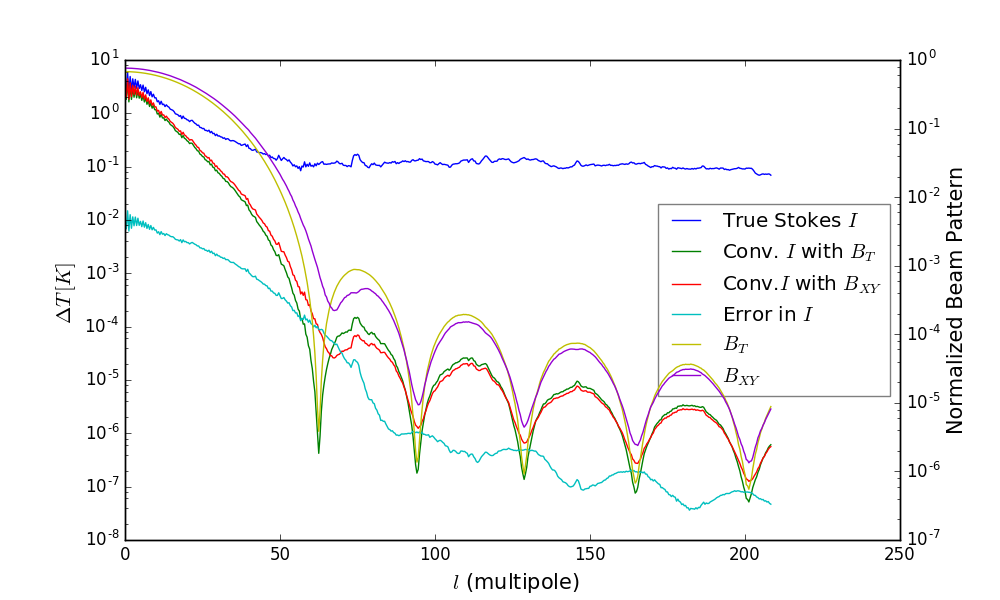 10^1
10^0
10^-1
10^-2
10^-3
10^-4
10^-5
10^-6
10^-7
10^-8
ΔT[K]
0
50
100
150
200
250
l (multipole)
10^0
10^-1
10^-2
10^-3
10^-4
10^-5
10^-6
10^-7
Normalized Beam Pattern
True Stokes I
Conv. I with B_T
Conv.I with B_XY
Error in I
B_T
B_XY